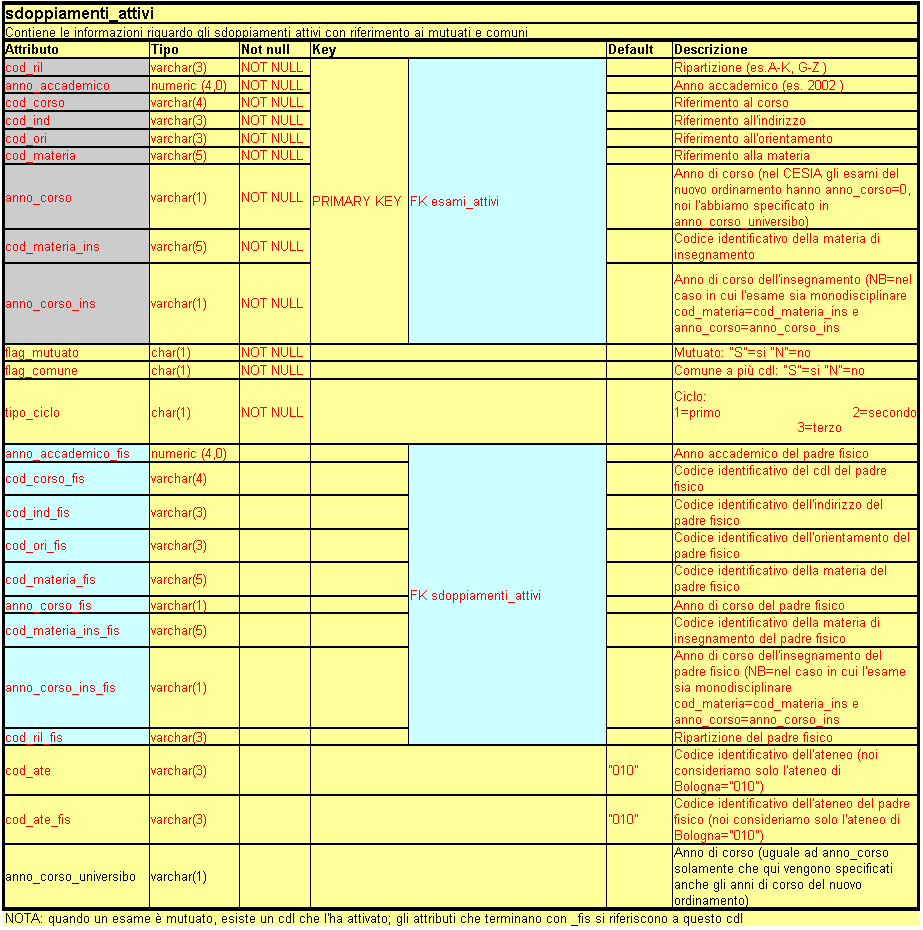 sdoppiamenti_attivi
Contiene le informazioni riguardo gli sdoppiamenti attivi con riferimento ai mutuati e comuni
Attributo Tipo Not null Key Default Descrizione
cod_ril varchar(3) NOT NULL Ripartizione (es.A-K, G-Z )
anno_accademico numeric (4,0) NOT NULL Anno accademico (es. 2002 )
cod_corso varchar(4) NOT NULL Riferimento al corso
cod_ind varchar(3) NOT NULL Riferimento all'indirizzo
cod_ori varchar(3) NOT NULL Riferimento all'orientamento
cod_materia varchar(5) NOT NULL Riferimento alla materia
anno_corso varchar(1) NOT NULL PRIMARY KEY FK esami_attivi
Anno di corso (nel CESIA gli esami del
nuovo ordinamento hanno anno_corso=0,
noi l'abbiamo specificato in
anno_corso_universibo)
cod_materia_ins varchar(5) NOT NULL
Codice identificativo della materia di
insegnamento
anno_corso_ins varchar(1) NOT NULL
Anno di corso dell'insegnamento (NB=nel
caso in cui l'esame sia monodisciplinare
cod_materia=cod_materia_ins e
anno_corso=anno_corso_ins
flag_mutuato char(1) NOT NULL Mutuato: "S"=si "N"=no
flag_comune char(1) NOT NULL Comune a più cdl: "S"=si "N"=no
tipo_ciclo char(1) NOT NULL
Ciclo:
1=primo 2=secondo
3=terzo
anno_accademico_fis numeric (4,0) Anno accademico del padre fisico
cod_corso_fis varchar(4)
Codice identificativo del cdl del padre
fisico
cod_ind_fis varchar(3)
Codice identificativo dell'indirizzo del
padre fisico
cod_ori_fis varchar(3)
Codice identificativo dell'orientamento del
padre fisico
cod_materia_fis varchar(5)
Codice identificativo della materia del
padre fisico
FK sdoppiamenti_attivi
anno_corso_fis varchar(1) Anno di corso del padre fisico
cod_materia_ins_fis varchar(5)
Codice identificativo della materia di
insegnamento del padre fisico
anno_corso_ins_fis varchar(1)
Anno di corso dell'insegnamento del
padre fisico (NB=nel caso in cui l'esame
sia monodisciplinare
cod_materia=cod_materia_ins e
anno_corso=anno_corso_ins
cod_ril_fis varchar(3) Ripartizione del padre fisico
cod_ate varchar(3) "010"
Codice identificativo dell'ateneo (noi
consideriamo solo l'ateneo di
Bologna="010")
cod_ate_fis varchar(3) "010"
Codice identificativo dell'ateneo del padre
fisico (noi consideriamo solo l'ateneo di
Bologna="010")
anno_corso_universibo varchar(1)
Anno di corso (uguale ad anno_corso
solamente che qui vengono specificati
anche gli anni di corso del nuovo
ordinamento)
NOTA: quando un esame è mutuato, esiste un cdl che l'ha attivato; gli attributi che terminano con _fis si riferiscono a questo cdl